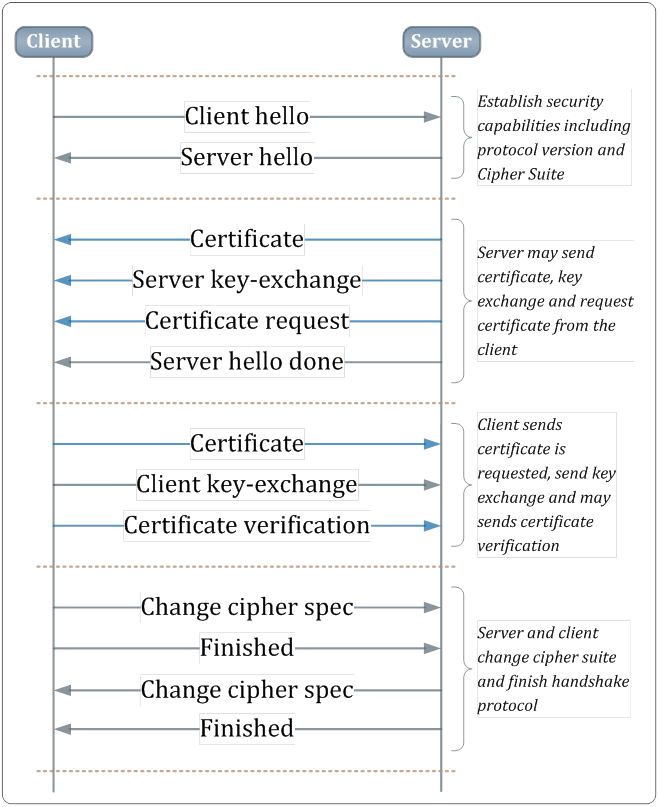 Client
Server
Client hello
Server hello
Establish security
capabilities including
protocol version and
Cipher Suite
Certificate
Server key-exchange
Certificate request
Server hello done
Server may send
certificate, key
exchange and request
certificate from the
client
Certificate
Client key-exchange
Certificate verification
Client sends
certificate is
requested, send key
exchange and may
sends certificate
verification
Change cipher spec
Finished
Change cipher spec
Finished
Server and client
change cipher suite
and finish handshake
protocol